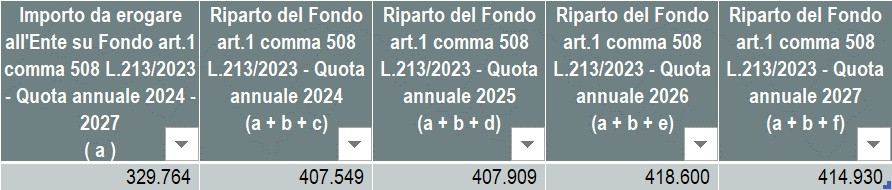 Importo da erogare
all'Ente su Fondo art.1
comma 508 L.213/2023
- Quota annuale 2024 -
2027
( a )
Riparto del Fondo
art.1 comma 508
L.213/2023 - Quota
annuale 2024
(a + b + c)
Riparto del Fondo
art.1 comma 508
L.213/2023 - Quota
annuale 2025
(a + b + d)
Riparto del Fondo
art.1 comma 508
L.213/2023 - Quota
annuale 2026
(a + b + e)
Riparto del Fondo
art.1 comma 508
L.213/2023 - Quota
annuale 2027
(a + b + f)
329.764 407.549 407.909 418.600 414.930